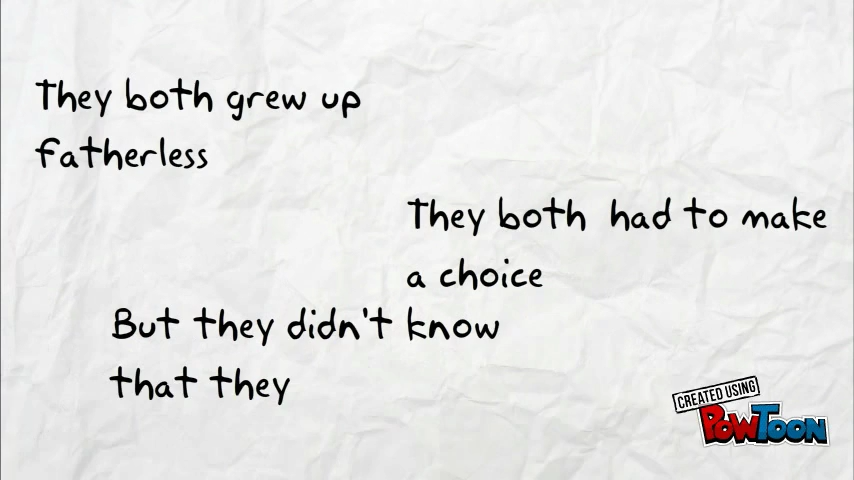 They both grew up
fatherless
They both had to make
a choice
But they didn't know
that they
CREATED USING
POWTOON